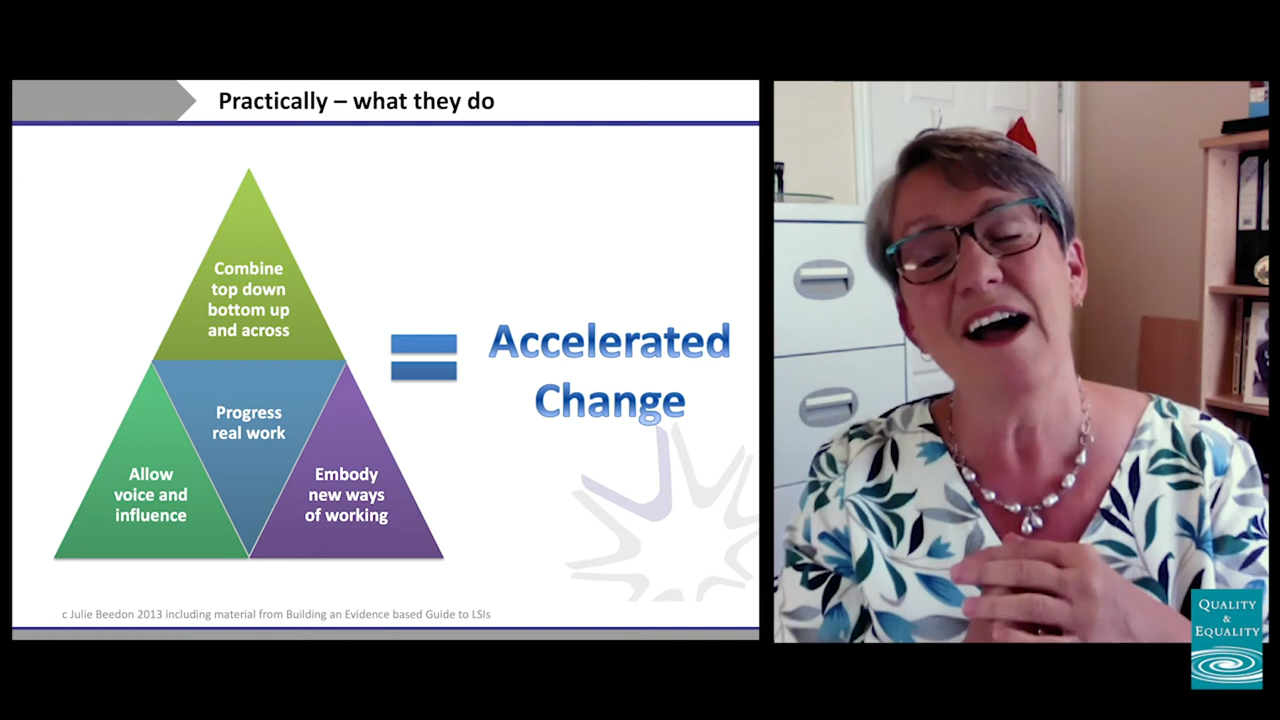 Practically – what they do
Combine
top down
bottom up
and across
Progress
real work
Allow
voice and
influence
Embody
new ways
of working
Accelerated
Change
c Julie Beedon 2013 including material from Building an Evidence based Guide to LSIs
QUALITY
&
EQUALITY